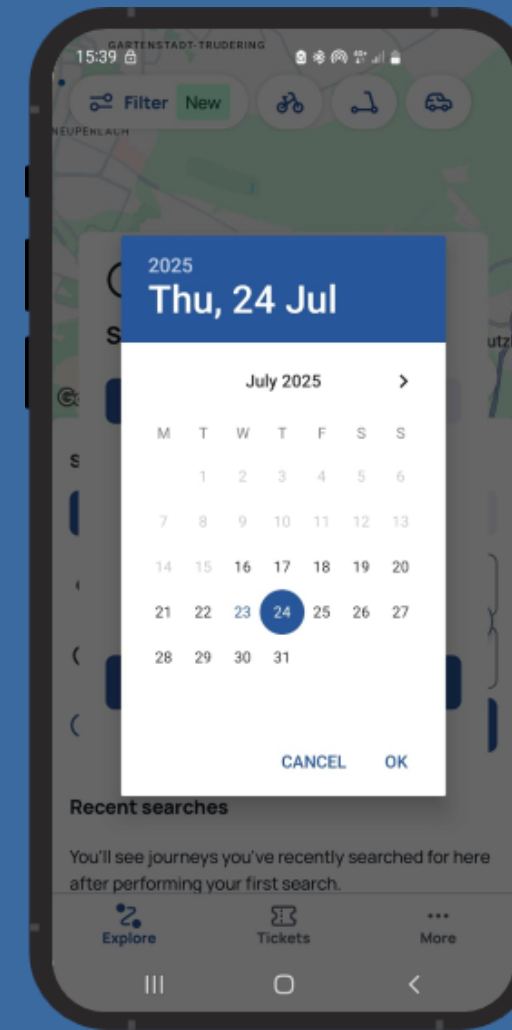 GARTENSTADT-TRUDERING
15:39
Filter New
NEUPERLACH
2025
Thu, 24 Jul
July 2025
M T W T F S S
1 2 3 4 5 6
7 8 9 10 11 12 13
14 15 16 17 18 19 20
21 22 23 24 25 26 27
28 29 30 31
CANCEL OK
Recent searches
You'll see journeys you've recently searched for here
after performing your first search.
Explore Tickets More